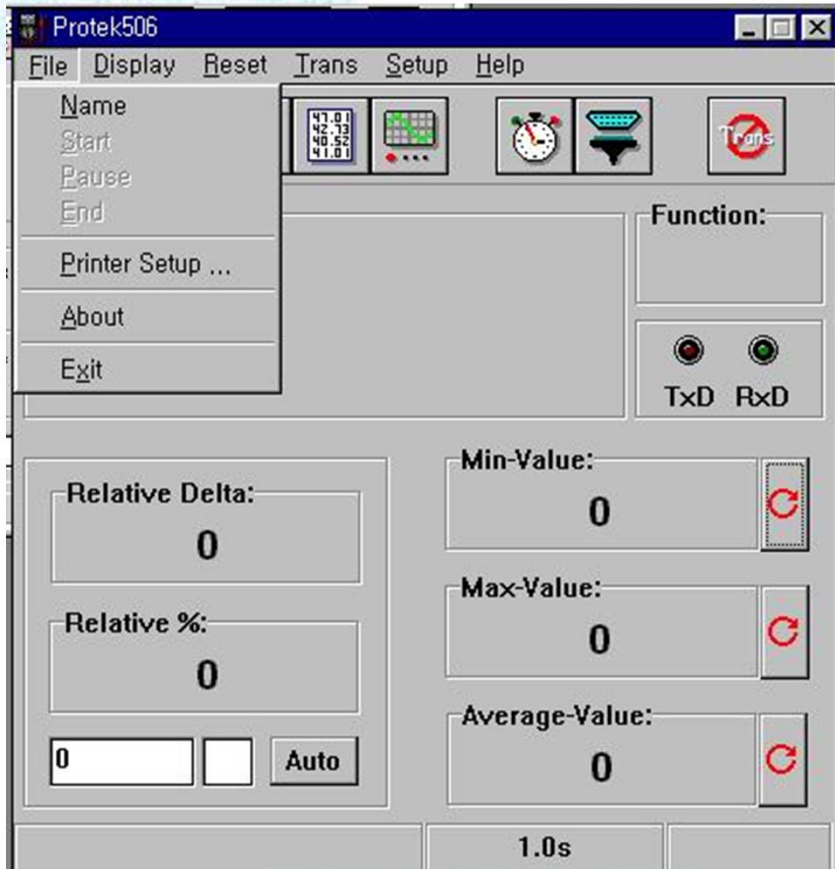 Protek506
File Display Reset Trans Setup Help
Name
Start
Pause
End
Printer Setup ...
About
Exit
47.01
42.73
40.52
41.01
Trans
Function:
TxD RxD
Relative Delta:
0
Relative %:
0
0
Auto
Min-Value:
0
Max-Value:
0
Average-Value:
0
1.0s